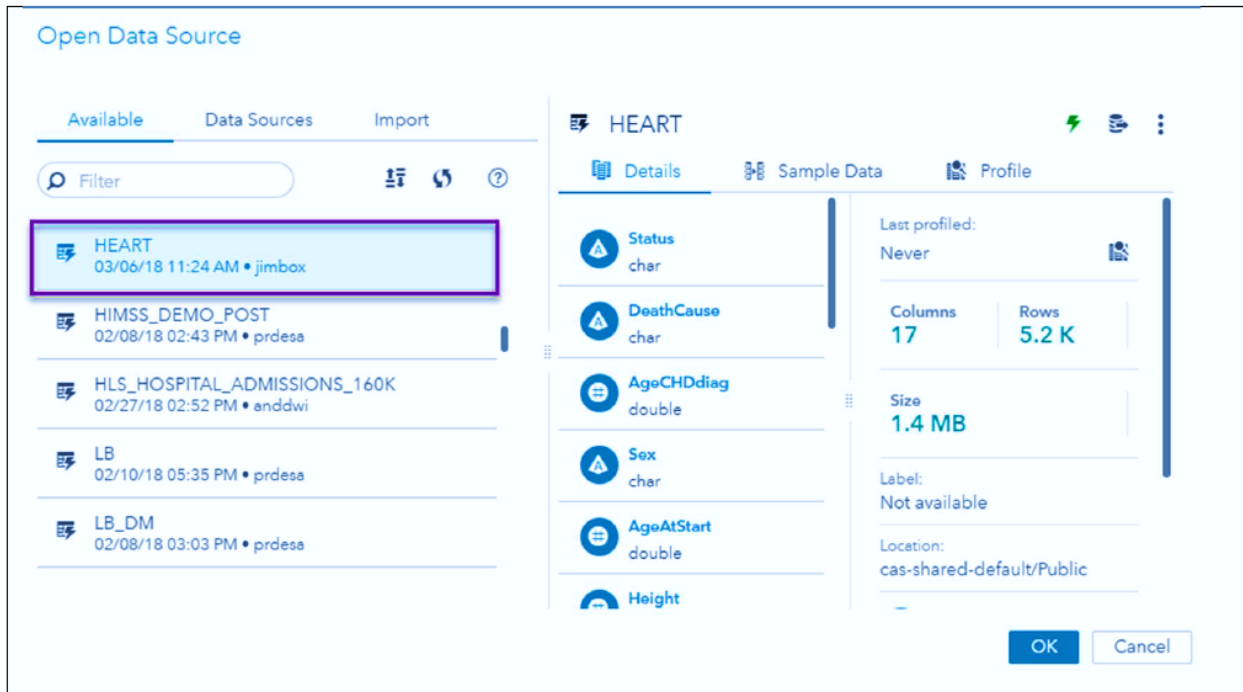 Open Data Source
Available Data Sources Import
Filter
HEART
03/06/18 11:24 AM • jimbox
HIMSS_DEMO_POST
02/08/18 02:43 PM • prdesa
HLS_HOSPITAL_ADMISSIONS_160K
02/27/18 02:52 PM • anddwi
LB
02/10/18 05:35 PM • prdesa
LB_DM
02/08/18 03:03 PM • prdesa
HEART
Details Sample Data Profile
Status
char
DeathCause
char
AgeCHDdiag
double
Sex
char
AgeAtStart
double
Height
Last profiled:
Never
Columns Rows
17 5.2 K
Size
1.4 MB
Label:
Not available
Location:
cas-shared-default/Public
OK Cancel